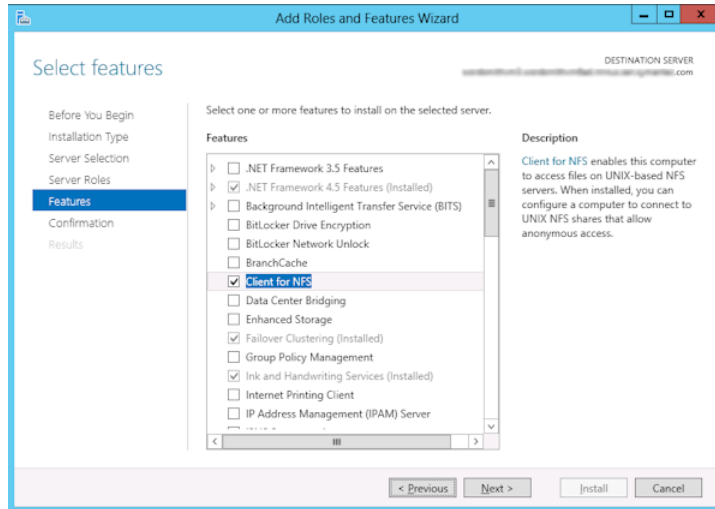 Add Roles and Features Wizard
Select features
DESTINATION SERVER
.com
Before You Begin
Installation Type
Server Selection
Server Roles
Features
Confirmation
Results
Select one or more features to install on the selected server.
Features
.NET Framework 3.5 Features
.NET Framework 4.5 Features (Installed)
Background Intelligent Transfer Service (BITS)
BitLocker Drive Encryption
BitLocker Network Unlock
BranchCache
Client for NFS
Data Center Bridging
Enhanced Storage
Failover Clustering (Installed)
Group Policy Management
Ink and Handwriting Services (Installed)
Internet Printing Client
IP Address Management (IPAM) Server
Description
Client for NFS enables this computer
to access files on UNIX-based NFS
servers. When installed, you can
configure a computer to connect to
UNIX NFS shares that allow
anonymous access.
< Previous
Next >
Install
Cancel